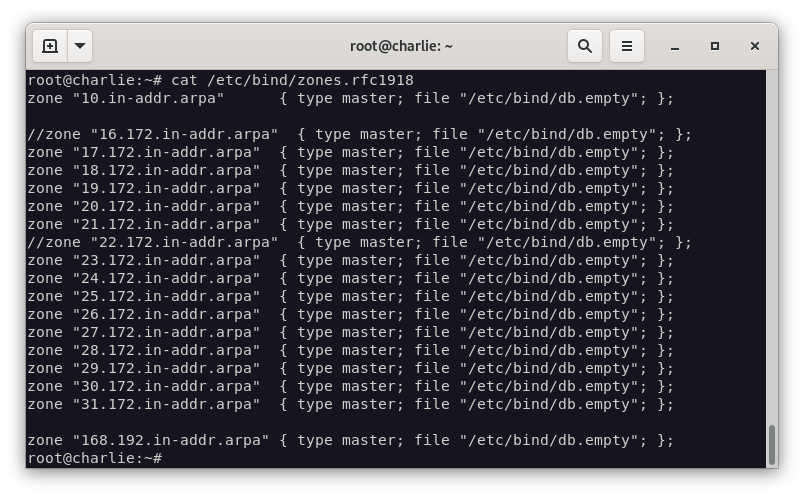 root@charlie: ~
root@charlie:~# cat /etc/bind/zones.rfc1918
zone "10.in-addr.arpa"      { type master; file "/etc/bind/db.empty"; };

//zone "16.172.in-addr.arpa"  { type master; file "/etc/bind/db.empty"; };
zone "17.172.in-addr.arpa"  { type master; file "/etc/bind/db.empty"; };
zone "18.172.in-addr.arpa"  { type master; file "/etc/bind/db.empty"; };
zone "19.172.in-addr.arpa"  { type master; file "/etc/bind/db.empty"; };
zone "20.172.in-addr.arpa"  { type master; file "/etc/bind/db.empty"; };
zone "21.172.in-addr.arpa"  { type master; file "/etc/bind/db.empty"; };
//zone "22.172.in-addr.arpa"  { type master; file "/etc/bind/db.empty"; };
zone "23.172.in-addr.arpa"  { type master; file "/etc/bind/db.empty"; };
zone "24.172.in-addr.arpa"  { type master; file "/etc/bind/db.empty"; };
zone "25.172.in-addr.arpa"  { type master; file "/etc/bind/db.empty"; };
zone "26.172.in-addr.arpa"  { type master; file "/etc/bind/db.empty"; };
zone "27.172.in-addr.arpa"  { type master; file "/etc/bind/db.empty"; };
zone "28.172.in-addr.arpa"  { type master; file "/etc/bind/db.empty"; };
zone "29.172.in-addr.arpa"  { type master; file "/etc/bind/db.empty"; };
zone "30.172.in-addr.arpa"  { type master; file "/etc/bind/db.empty"; };
zone "31.172.in-addr.arpa"  { type master; file "/etc/bind/db.empty"; };

zone "168.192.in-addr.arpa" { type master; file "/etc/bind/db.empty"; };
root@charlie:~#